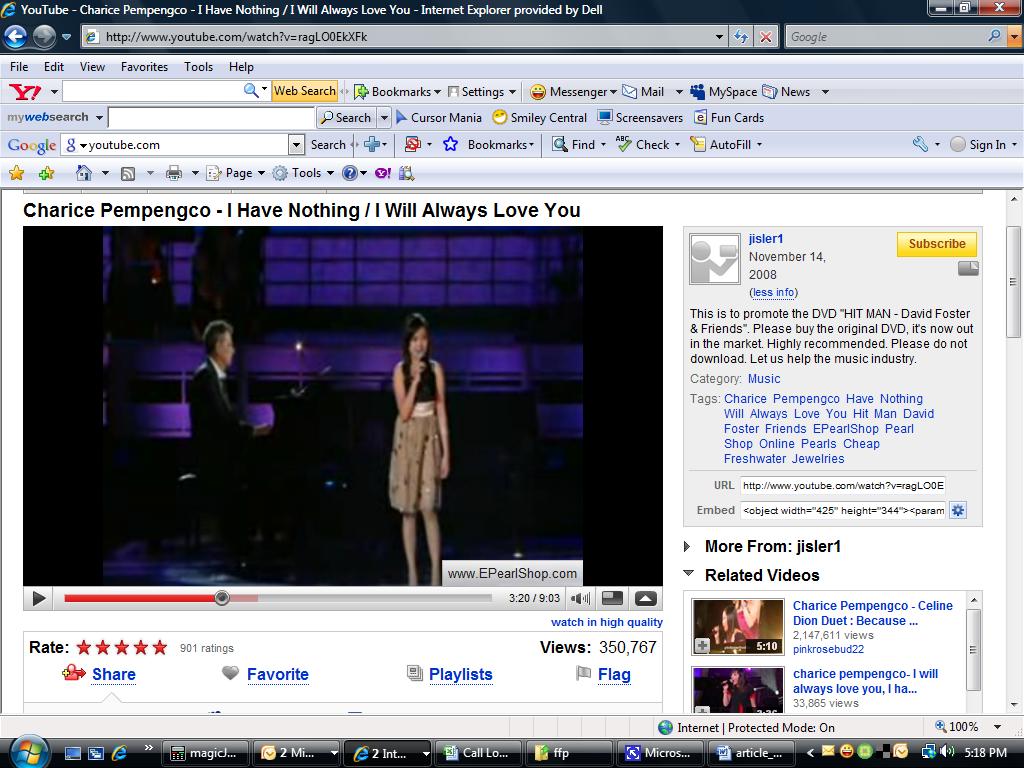 YouTube - Charice Pempengco - I Have Nothing / I Will Always Love You - Internet Explorer provided by Dell
http://www.youtube.com/watch?v=ragLO0EkXFk
Google
File Edit View Favorites Tools Help
Y! Web Search Bookmarks Settings Messenger Mail MySpace News
mywebsearch Search Cursor Mania Smiley Central Screensavers Fun Cards
Google g youtube.com Search Bookmarks Find Check AutoFill Sign In
Page Tools
Charice Pempengco - I Have Nothing / I Will Always Love You
www.EPearlShop.com
3:20 / 9:03
watch in high quality
Rate: 901 ratings Views: 350,767
Share Favorite Playlists Flag
jisler1
November 14,
2008
(less info)
Subscribe
This is to promote the DVD "HIT MAN - David Foster
& Friends". Please buy the original DVD, it's now out
in the market. Highly recommended. Please do not
download. Let us help the music industry.
Category: Music
Tags: Charice Pempengco Have Nothing
Will Always Love You Hit Man David
Foster Friends EPearlShop Pearl
Shop Online Pearls Cheap
Freshwater Jewelries
URL http://www.youtube.com/watch?v=ragLO0E
Embed <object width="425" height="344"><param
More From: jisler1
Related Videos
5:10
Charice Pempengco - Celine
Dion Duet : Because ...
2,147,611 views
pinkrosebud22
charice pempengco- I will
always love you, I ha...
33,865 views
Internet | Protected Mode: On
100%
magicJ... 2 Mi... 2 Int... Call Lo... ffp Micros... article_... 5:18 PM